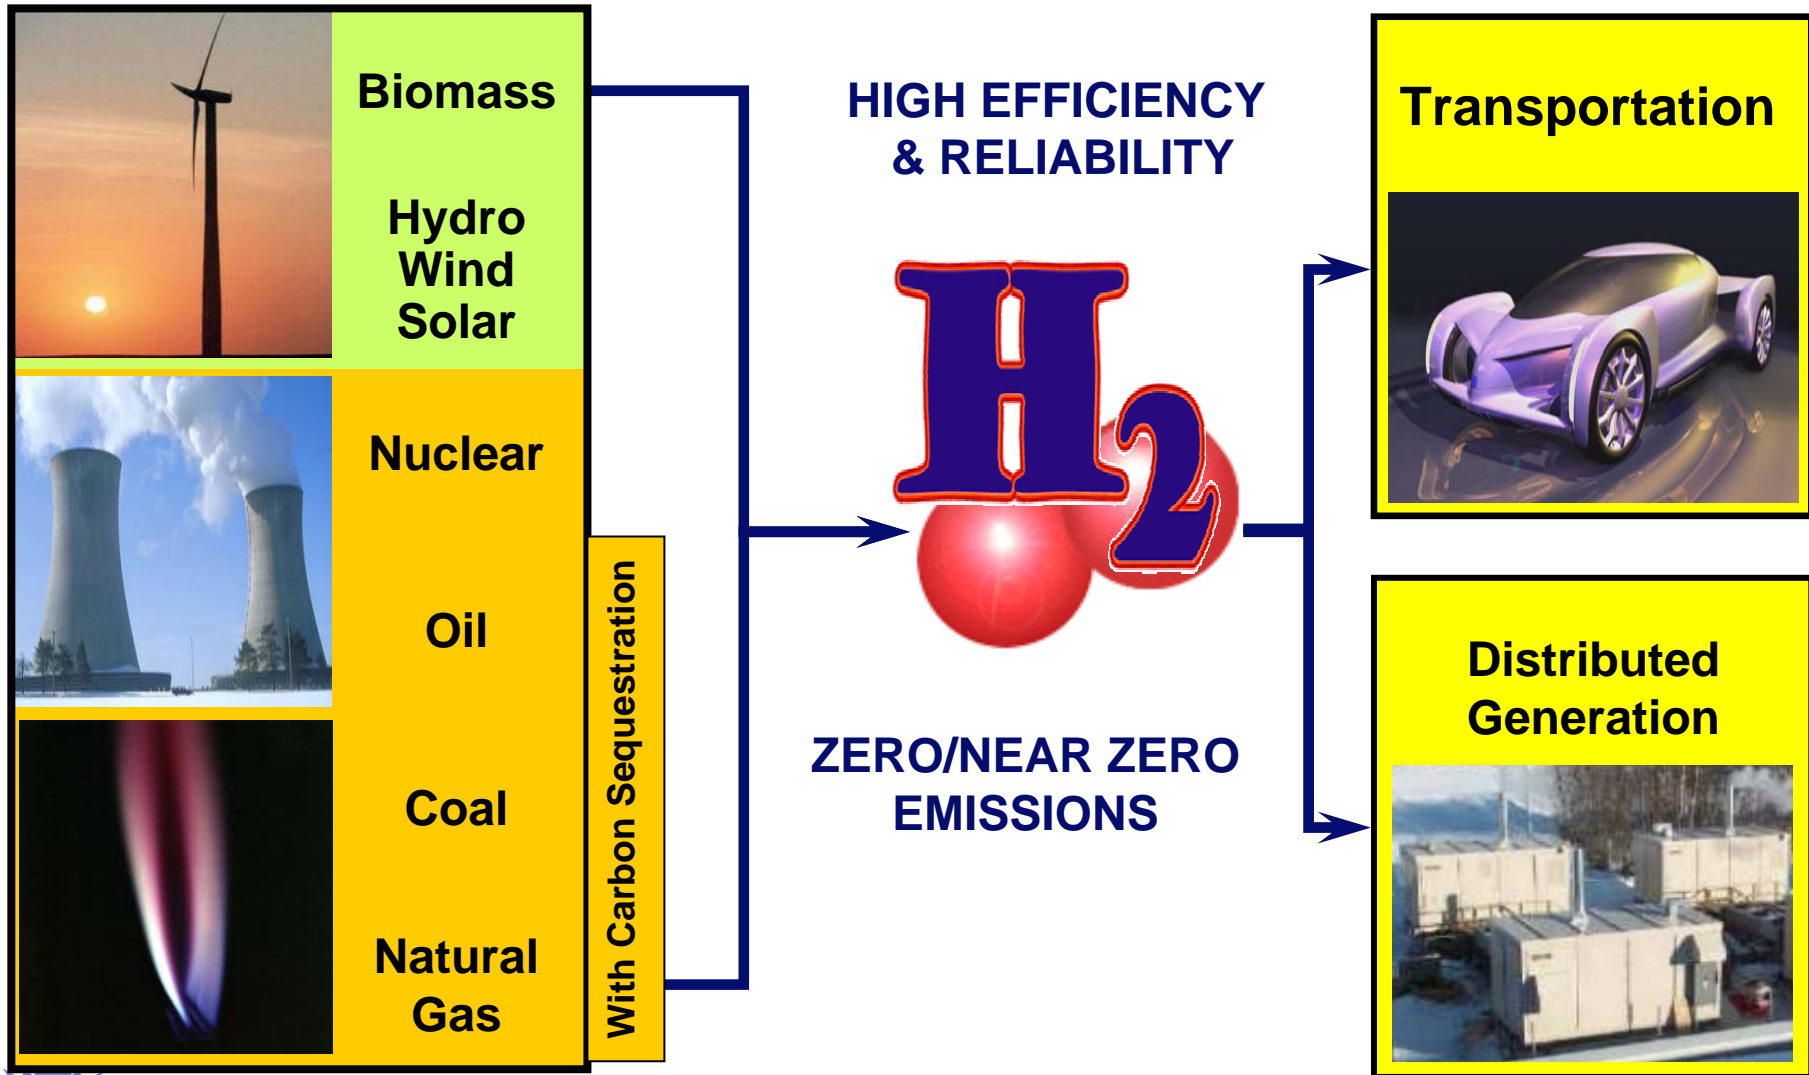 Biomass
Hydro
Wind
Solar
Nuclear
Oil
Coal
Natural
Gas
With Carbon Sequestration
HIGH EFFICIENCY
& RELIABILITY
H2
ZERO/NEAR ZERO
EMISSIONS
Transportation
Distributed
Generation